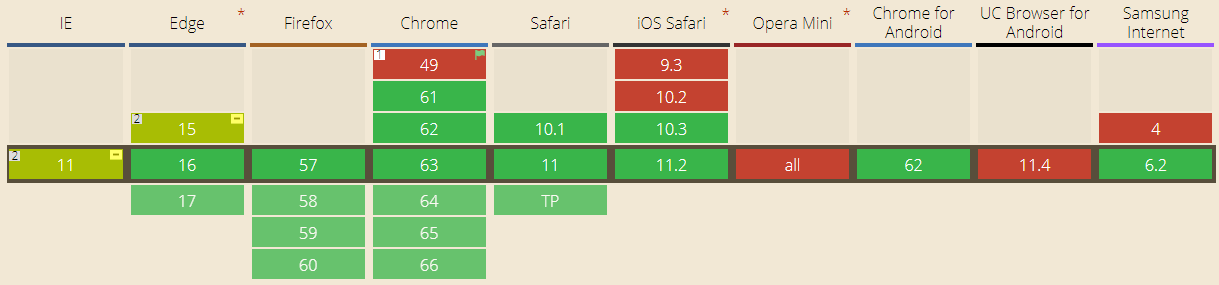 IE Edge * Firefox Chrome Safari iOS Safari * Opera Mini * Chrome for Android UC Browser for Android Samsung Internet
1 49 9.3
61 10.2
2 15 62 10.1 10.3 4
2 11 16 57 63 11 11.2 all 62 11.4 6.2
17 58 64 TP
59 65
60 66